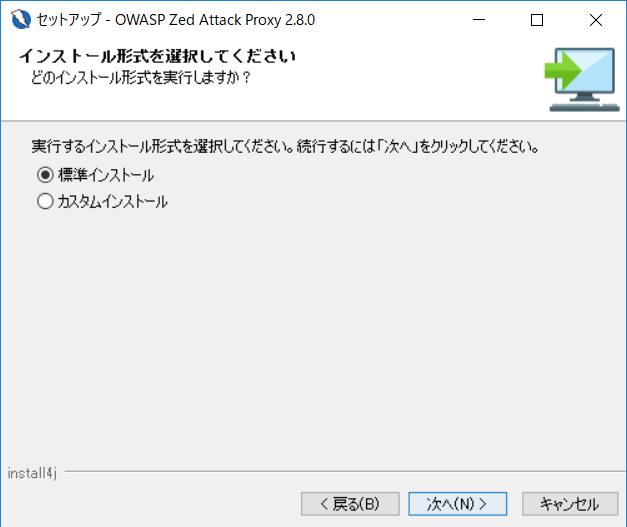 セットアップ - OWASP Zed Attack Proxy 2.8.0
インストール形式を選択してください
どのインストール形式を実行しますか？
実行するインストール形式を選択してください。続行するには「次へ」をクリックしてください。
標準インストール
カスタムインストール
install4j
< 戻る(B) 次へ(N) > キャンセル